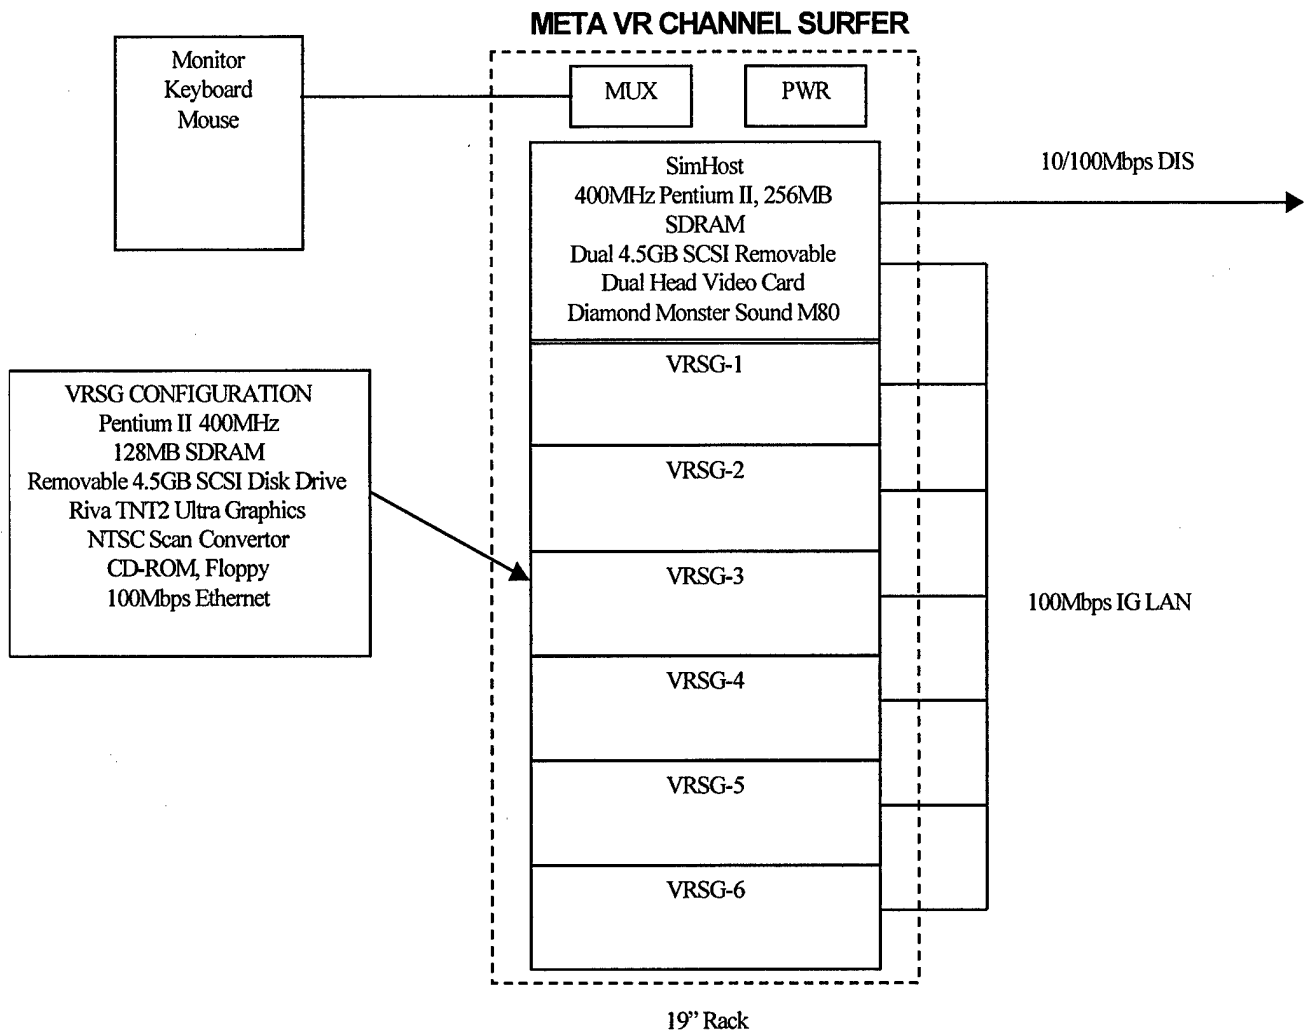 META VR CHANNEL SURFER
Monitor
Keyboard
Mouse
MUX
PWR
SimHost
400MHz Pentium II, 256MB
SDRAM
Dual 4.5GB SCSI Removable
Dual Head Video Card
Diamond Monster Sound M80
10/100Mbps DIS
VRSG-1
VRSG CONFIGURATION
Pentium II 400MHz
128MB SDRAM
Removable 4.5GB SCSI Disk Drive
Riva TNT2 Ultra Graphics
NTSC Scan Convertor
CD-ROM, Floppy
100Mbps Ethernet
VRSG-2
VRSG-3
100Mbps IG LAN
VRSG-4
VRSG-5
VRSG-6
19” Rack